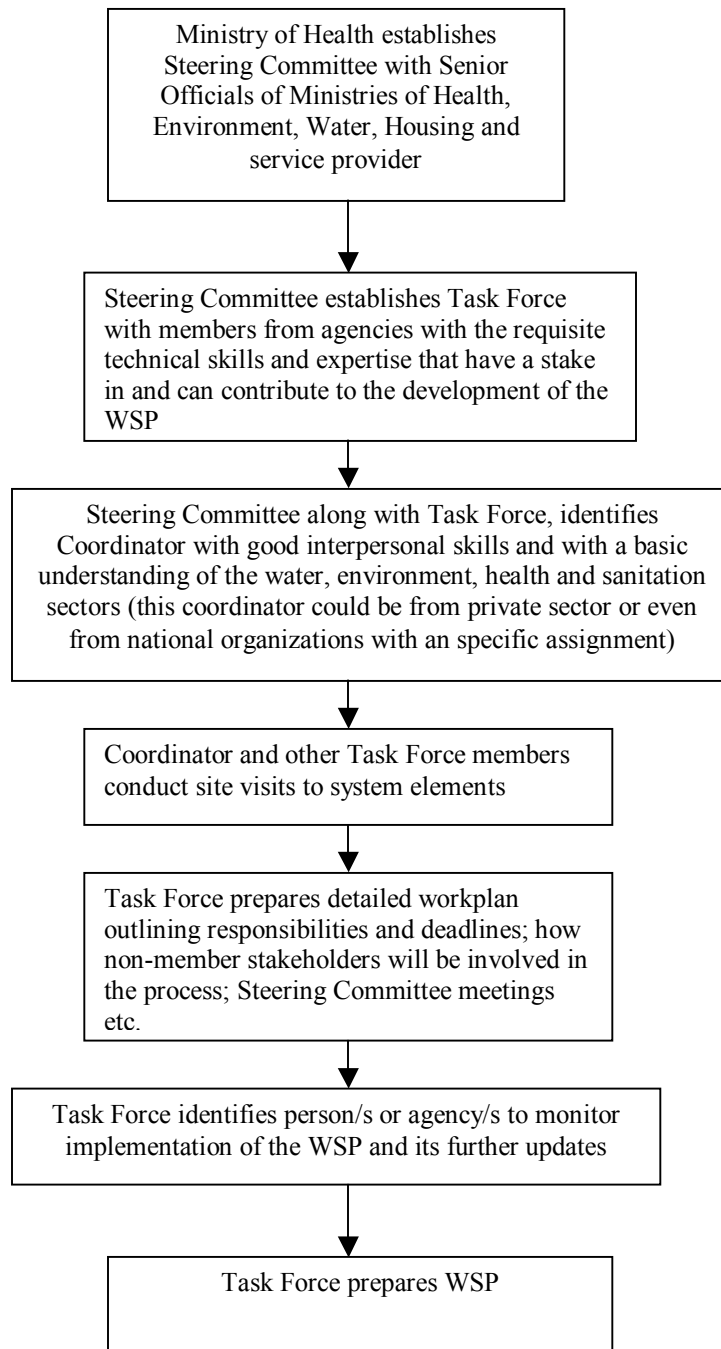 Ministry of Health establishes
Steering Committee with Senior
Officials of Ministries of Health,
Environment, Water, Housing and
service provider
Steering Committee establishes Task Force
with members from agencies with the requisite
technical skills and expertise that have a stake
in and can contribute to the development of the
WSP
Steering Committee along with Task Force, identifies
Coordinator with good interpersonal skills and with a basic
understanding of the water, environment, health and sanitation
sectors (this coordinator could be from private sector or even
from national organizations with an specific assignment)
Coordinator and other Task Force members
conduct site visits to system elements
Task Force prepares detailed workplan
outlining responsibilities and deadlines; how
non-member stakeholders will be involved in
the process; Steering Committee meetings
etc.
Task Force identifies person/s or agency/s to monitor
implementation of the WSP and its further updates
Task Force prepares WSP